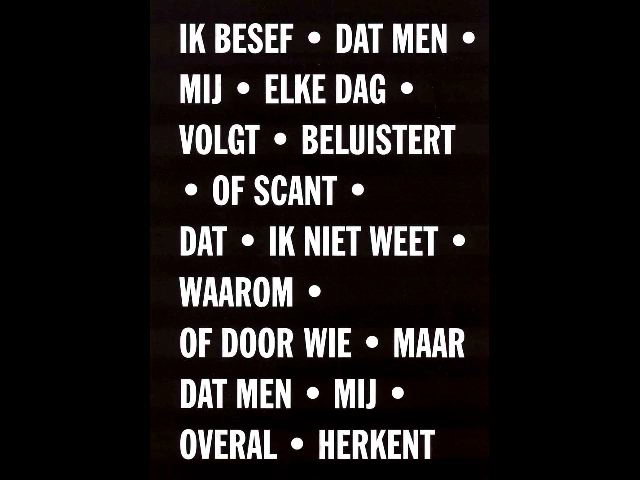 IK BESEF • DAT MEN •
MIJ • ELKE DAG •
VOLGT • BELUISTERT
• OF SCANT •
DAT • IK NIET WEET •
WAAROM •
OF DOOR WIE • MAAR
DAT MEN • MIJ •
OVERAL • HERKENT